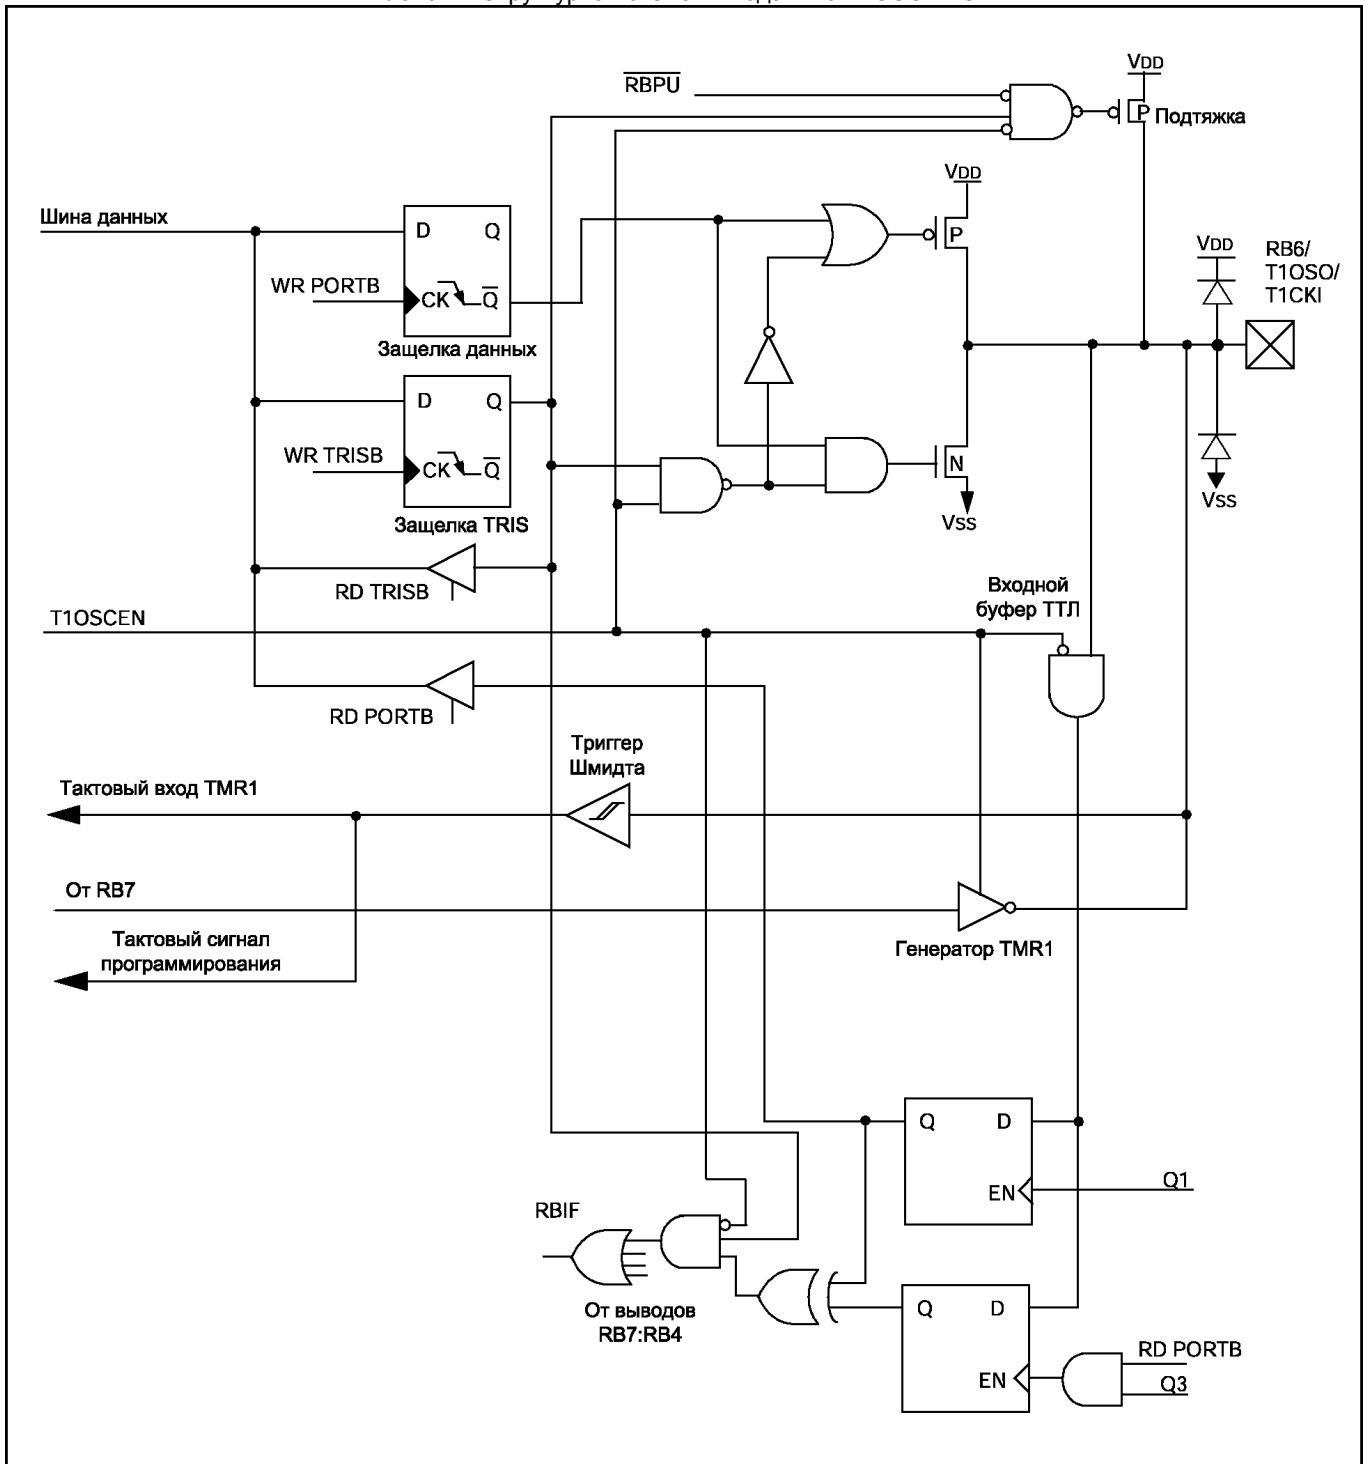 RBPU
VDD
P
Подтяжка
VDD
Шина данных
D Q
P
VDD
RB6/
T1OSO/
T1CKI
WR PORTB
CK Q
Защелка данных
D Q
WR TRISB
CK Q
N
Защелка TRIS
VSS
VSS
RD TRISB
Входной
буфер ТТЛ
T1OSCEN
RD PORTB
Триггер
Шмидта
Тактовый вход TMR1
От RB7
Тактовый сигнал
программирования
Генератор TMR1
Q D
EN
Q1
RBIF
От выводов
RB7:RB4
Q D
RD PORTB
EN
Q3